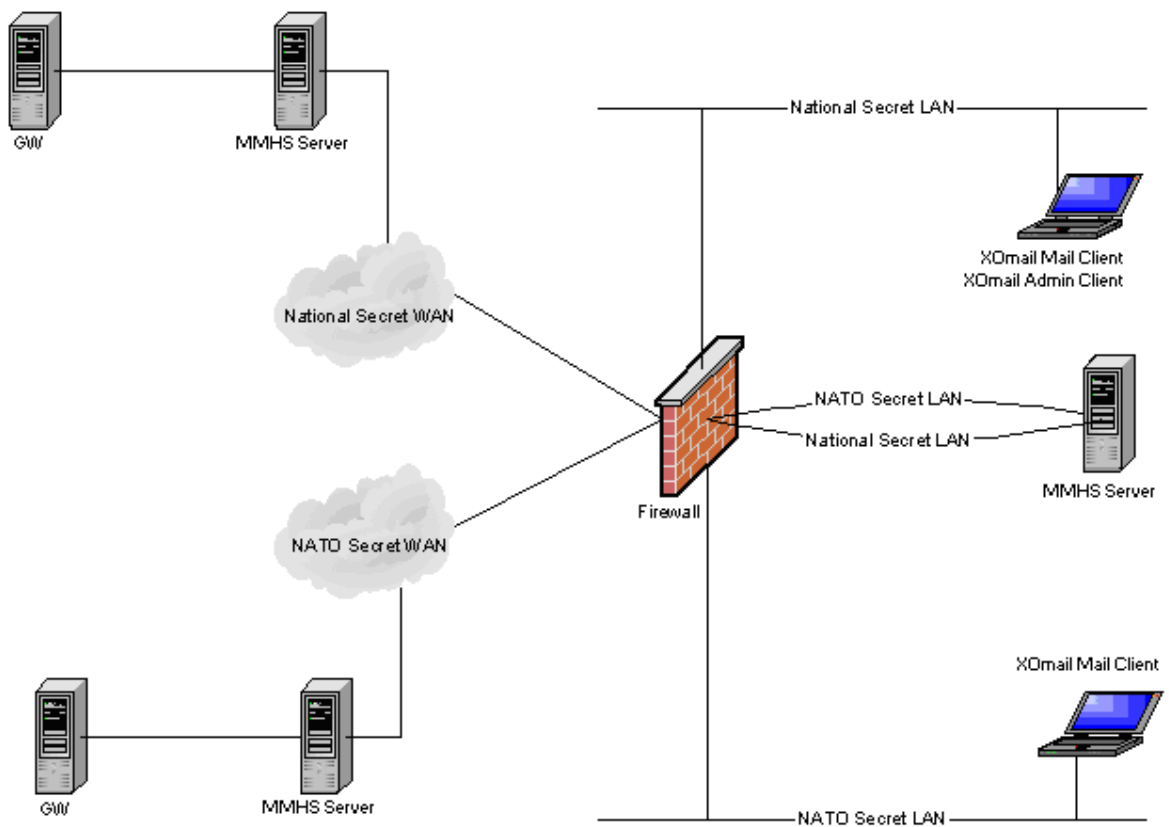 GW
MMHS Server
National Secret LAN
XOmail Mail Client
XOmail Admin Client
National Secret WAN
NATO Secret LAN
National Secret LAN
MMHS Server
Firewall
NATO Secret WAN
XOmail Mail Client
GW
MMHS Server
NATO Secret LAN